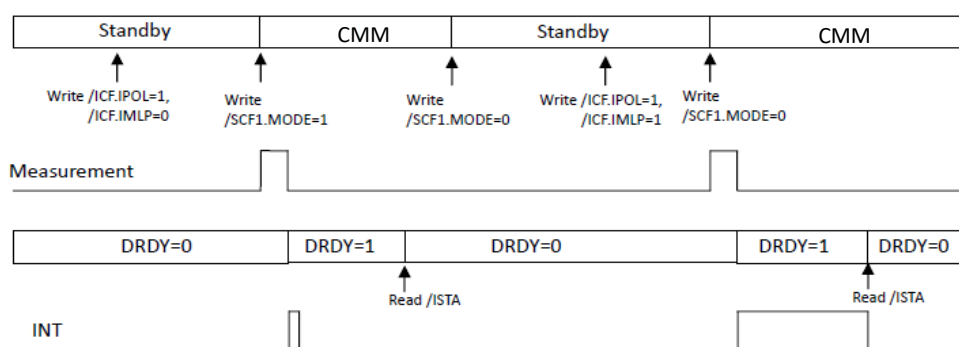 Standby CMM Standby CMM
Write /ICF.IPOL=1, Write Write Write /ICF.IPOL=1, Write
/ICF.IMLP=0 /SCF1.MODE=1 /SCF1.MODE=0 /ICF.IMLP=1 /SCF1.MODE=0
Measurement
DRDY=0 DRDY=1 DRDY=0 DRDY=1 DRDY=0
Read /ISTA Read /ISTA
INT